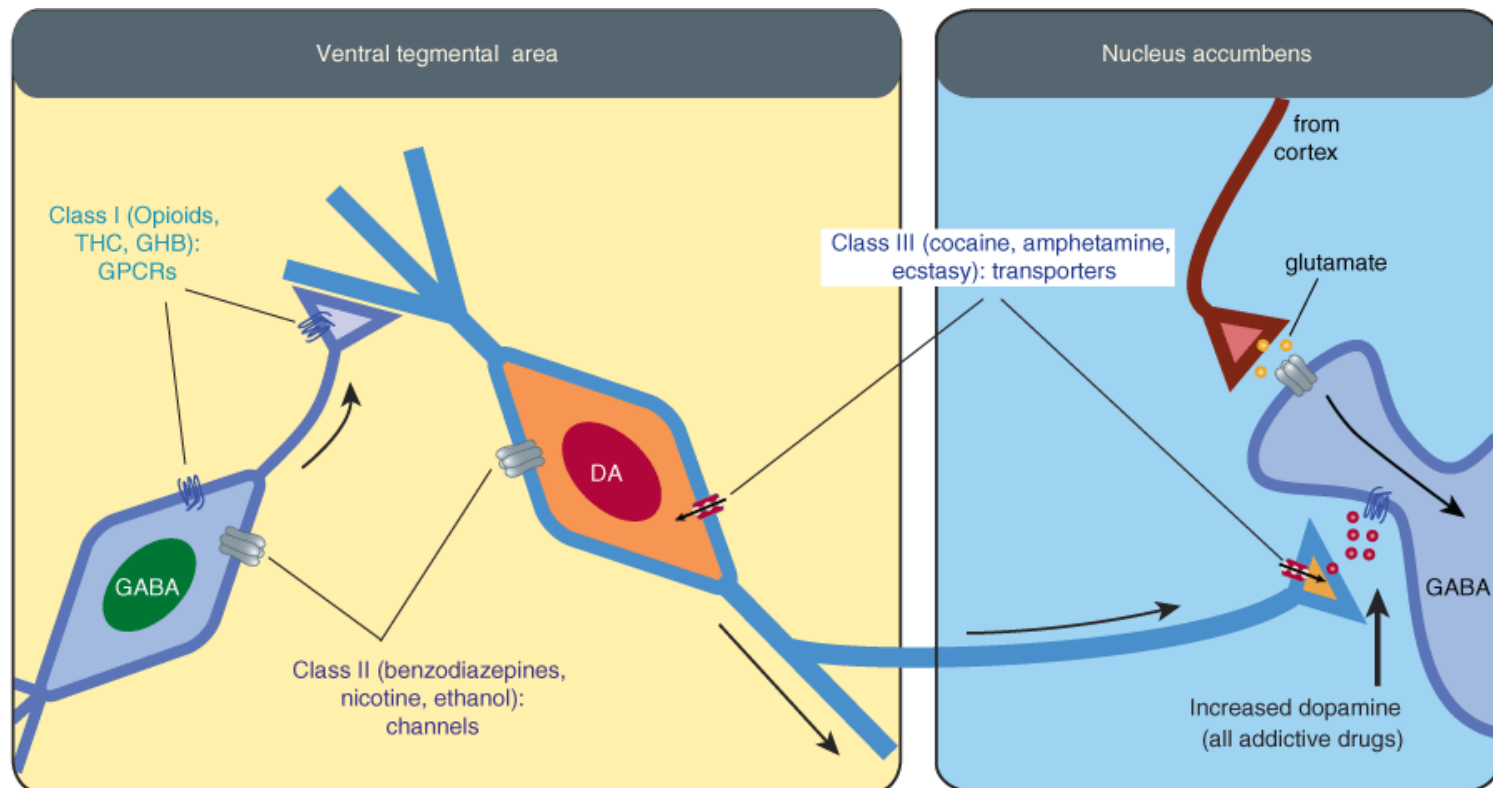 Ventral tegmental area
Nucleus accumbens
from
cortex
Class I (Opioids,
THC, GHB):
GPCRs
Class III (cocaine, amphetamine,
ecstasy): transporters
glutamate
DA
GABA
GABA
Class II (benzodiazepines,
nicotine, ethanol):
channels
Increased dopamine
(all addictive drugs)